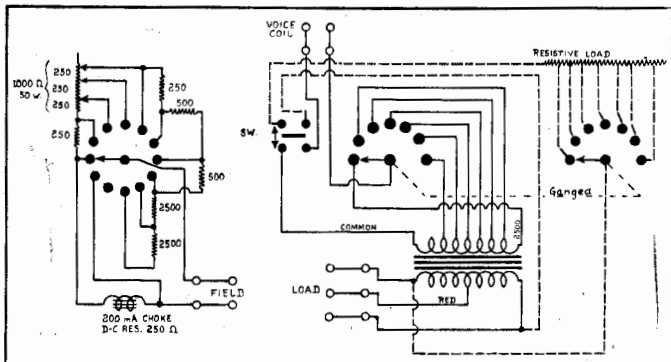 VOICE
COIL
RESISTIVE LOAD
1000 Ω
50 W.
250
250
250
250
250
500
500
2500
2500
SW.
Ganged
COMMON
2500
FIELD
LOAD
RED
200 mA CHOKE
D-C RES. 250 Ω